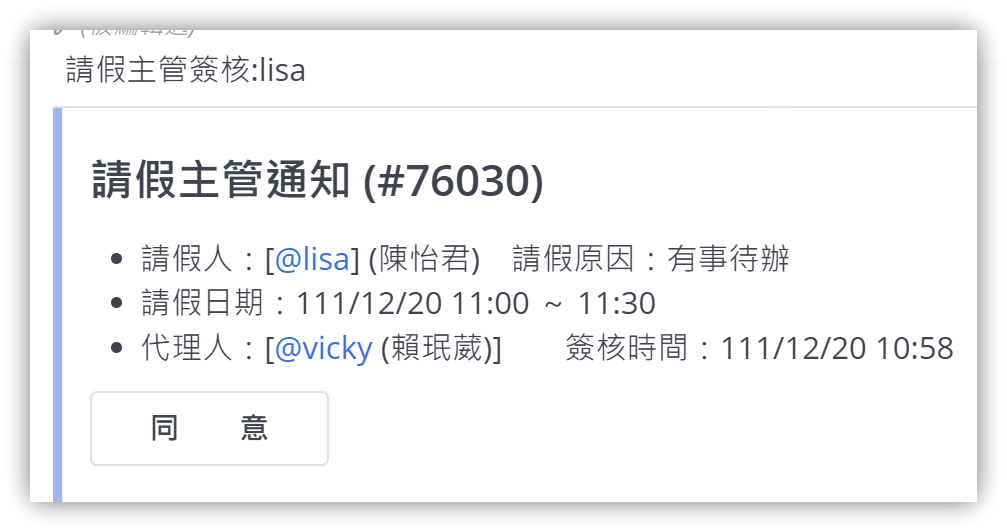 請假主管簽核:lisa
請假主管通知 (#76030)
請假人：[@lisa] (陳怡君)　請假原因：有事待辦
請假日期：111/12/20 11:00 ~ 11:30
代理人：[@vicky (賴珉葳)]　　簽核時間：111/12/20 10:58
同　　意